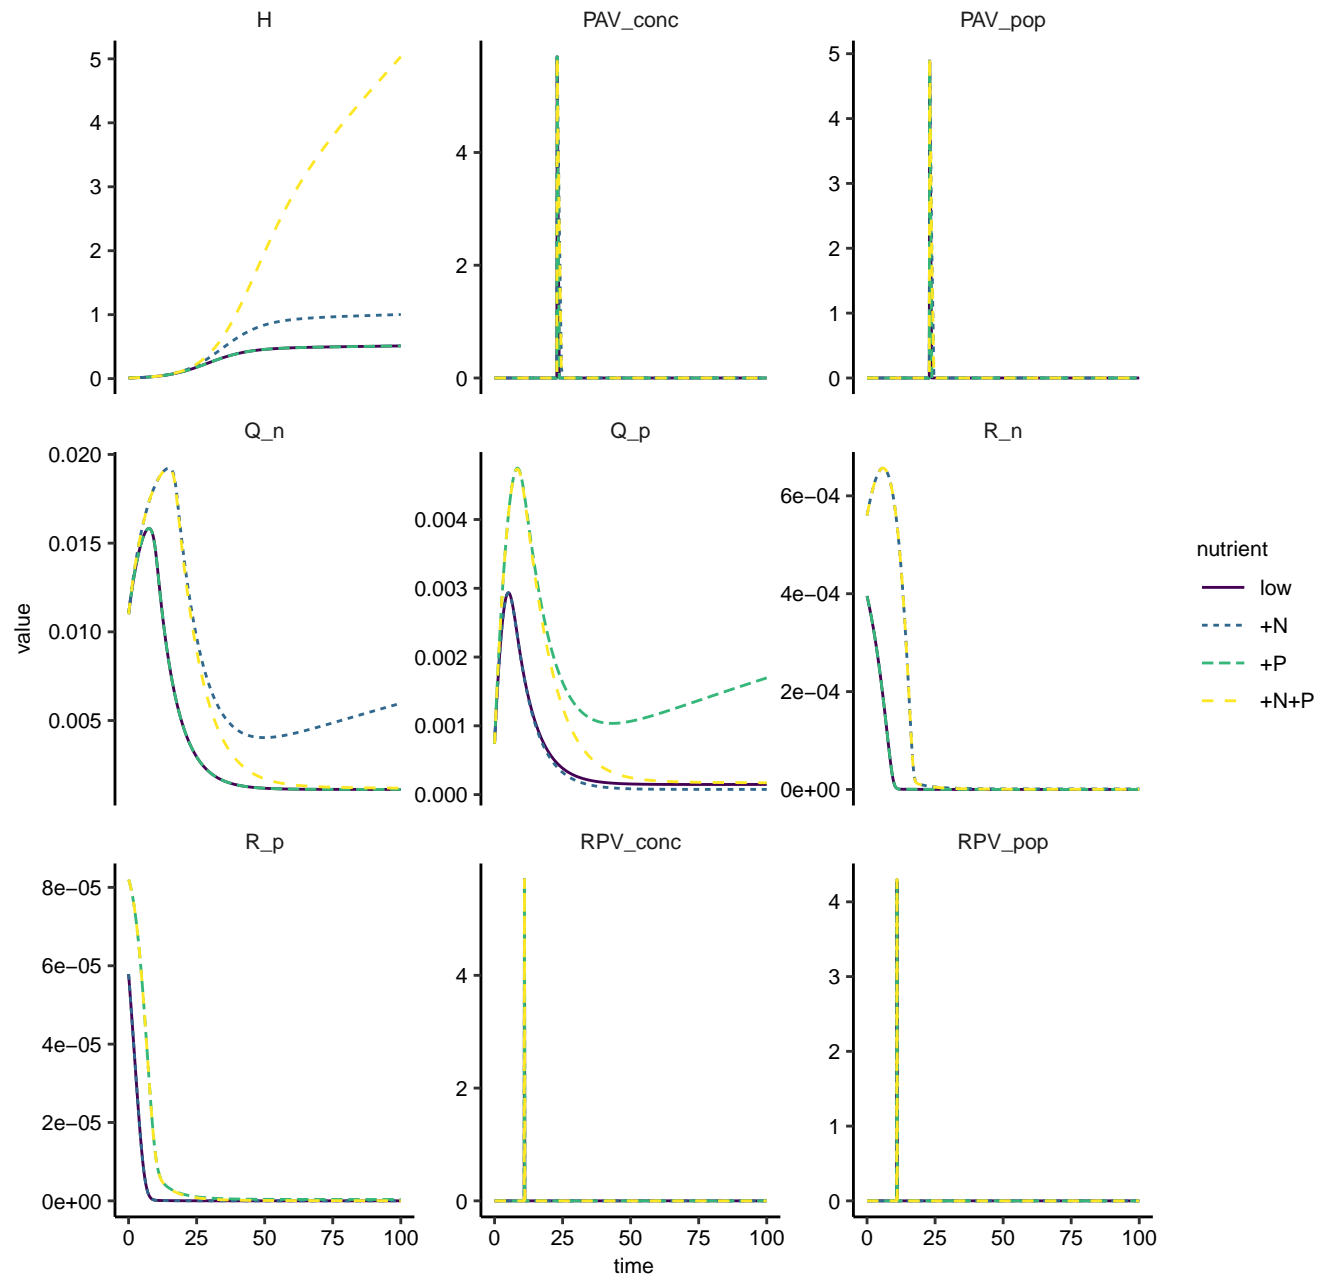 H
PAV_conc
PAV_pop
5
4
3
2
1
0
4
2
0
5
4
3
2
1
0
Q_n
Q_p
R_n
0.020
0.015
0.010
0.005
0.004
0.003
0.002
0.001
0.000
6e−04
4e−04
2e−04
0e+00
R_p
RPV_conc
RPV_pop
8e−05
6e−05
4e−05
2e−05
0e+00
4
2
0
4
3
2
1
0
0 25 50 75 100
0 25 50 75 100
0 25 50 75 100
time
value
nutrient
low
+N
+P
+N+P